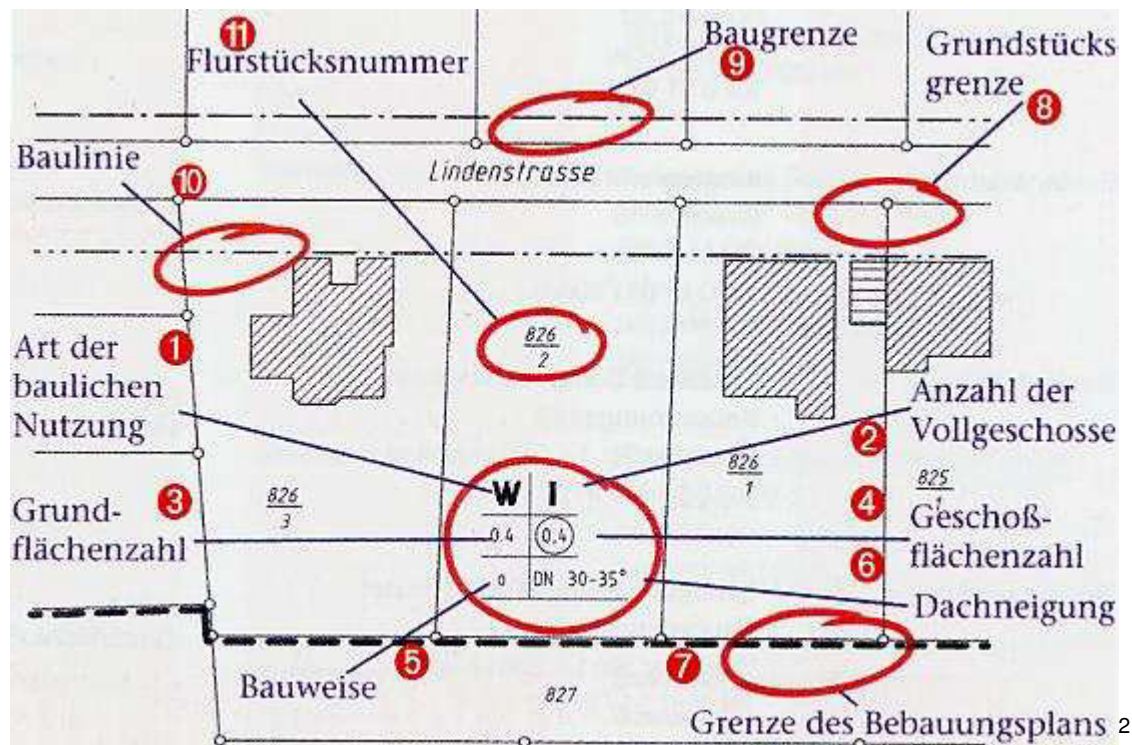 11
Flurstücksnummer
Baugrenze
9
Grundstücks
grenze
8
Baulinie
10
Lindenstrasse
1
Art der
baulichen
Nutzung
826
2
Anzahl der
Vollgeschosse
2
W I
826
1
825
826
3
3
Grund-
flächenzahl
0.4 0,4
4
Geschoß-
flächenzahl
0 DN 30-35°
6
Dachneigung
5
Bauweise
7
827
Grenze des Bebauungsplans
2